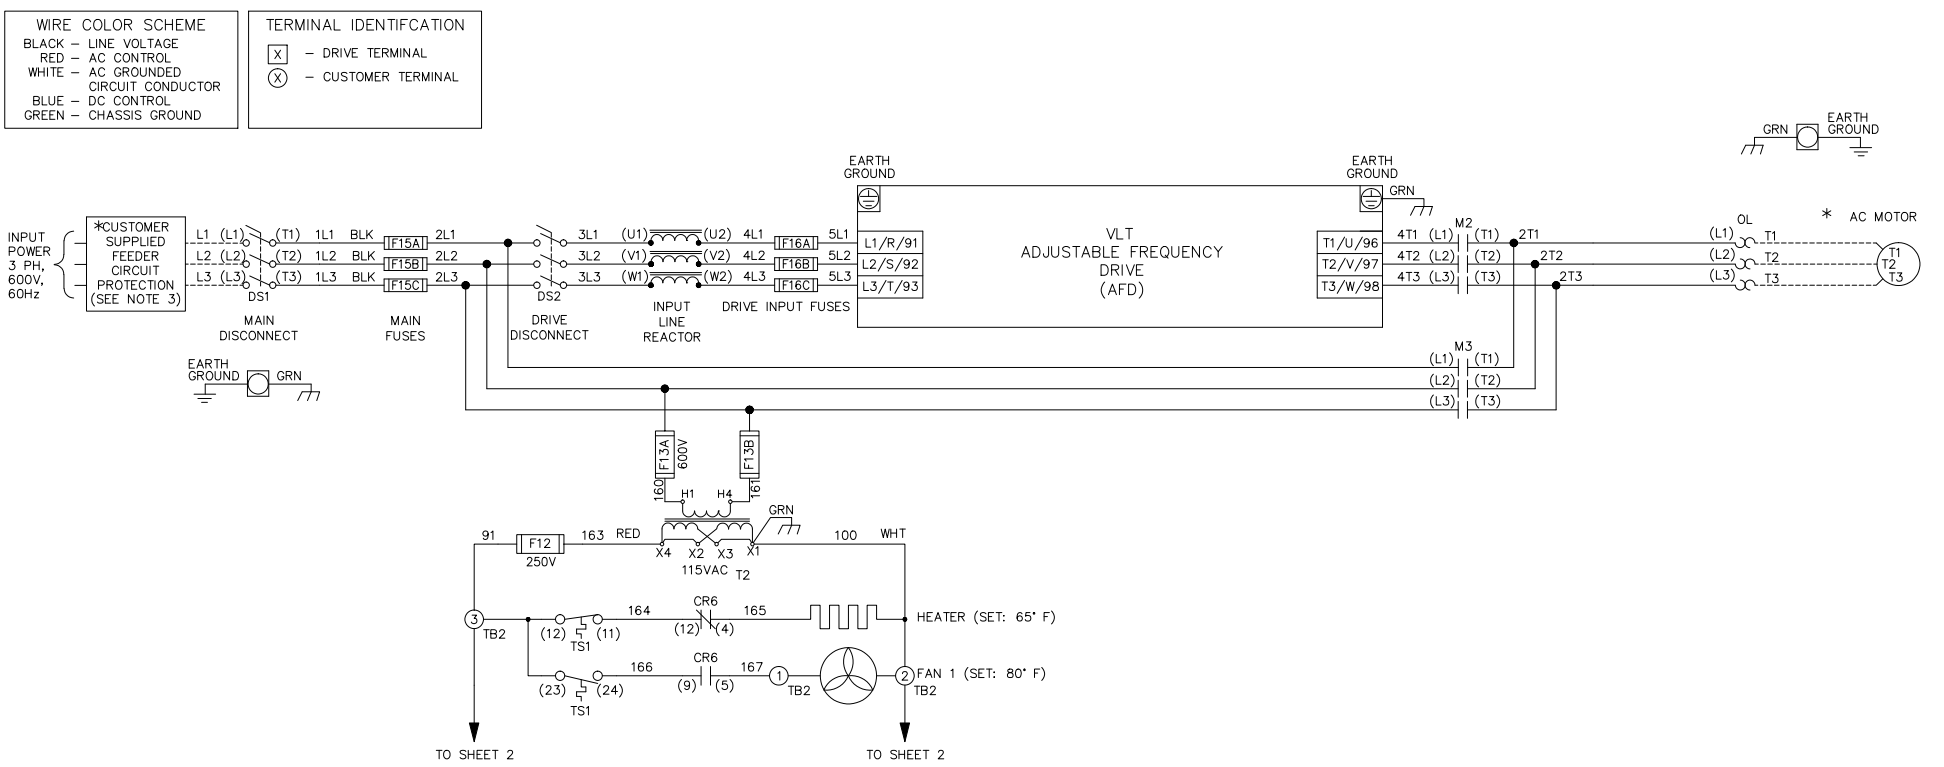 WIRE COLOR SCHEME
BLACK – LINE VOLTAGE
RED – AC CONTROL
WHITE – AC GROUNDED
CIRCUIT CONDUCTOR
BLUE – DC CONTROL
GREEN – CHASSIS GROUND
TERMINAL IDENTIFCATION
X – DRIVE TERMINAL
X – CUSTOMER TERMINAL
INPUT
POWER
3 PH,
600V,
60Hz
*CUSTOMER
SUPPLIED
FEEDER
CIRCUIT
PROTECTION
(SEE NOTE 3)
L1 (L1) (T1) 1L1 BLK F15A 2L1
L2 (L2) (T2) 1L2 BLK F15B 2L2
L3 (L3) (T3) 1L3 BLK F15C 2L3
DS1
MAIN
DISCONNECT
MAIN
FUSES
3L1 (U1) (U2) 4L1 F16A 5L1
3L2 (V1) (V2) 4L2 F16B 5L2
3L3 (W1) (W2) 4L3 F16C 5L3
DS2
DRIVE
DISCONNECT
INPUT
LINE
REACTOR
DRIVE INPUT FUSES
EARTH
GROUND
L1/R/91
L2/S/92
L3/T/93
VLT
ADJUSTABLE FREQUENCY
DRIVE
(AFD)
EARTH
GROUND
GRN
T1/U/96
T2/V/97
T3/W/98
M2
4T1 (L1) (T1) 2T1
4T2 (L2) (T2) 2T2
4T3 (L3) (T3) 2T3
M3
(L1) (T1)
(L2) (T2)
(L3) (T3)
GRN
EARTH
GROUND
OL
* AC MOTOR
(L1) T1
(L2) T2
(L3) T3
T1
T2
T3
EARTH
GROUND
GRN
F13A
600V
F13B
160
161
H1 H4
GRN
91 F12 163 RED
250V
X4 X2 X3 X1
115VAC T2
100 WHT
3
TB2
(12) (11)
TS1
164
CR6
(12) (4)
165
HEATER (SET: 65° F)
(23) (24)
TS1
166
CR6
(9) (5)
167
1
TB2
2
TB2
FAN 1 (SET: 80° F)
TO SHEET 2
TO SHEET 2